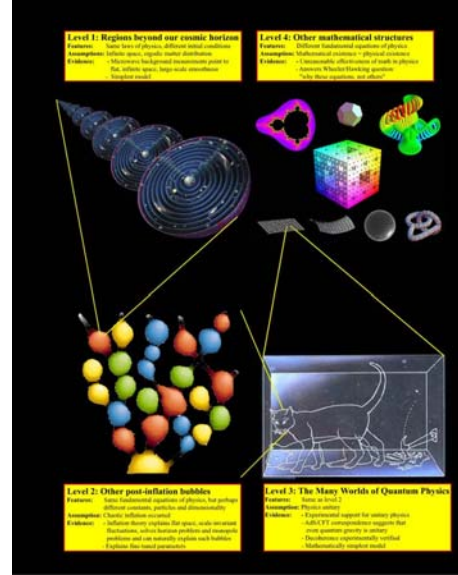 Level 1: Regions beyond our cosmic horizon
Features: Same laws of physics, different initial conditions
Assumptions: Infinite space, ergodic matter distribution
Evidence: - Microwave background measurements point to
flat, infinite space, large-scale smoothness
- Simplest model
Level 4: Other mathematical structures
Features: Different fundamental equations of physics
Assumption: Mathematical existence = physical existence
Evidence: - Unreasonable effectiveness of math in physics
- Answers Wheeler/Hawking question:
"why these equations, not others"
Level 2: Other post-inflation bubbles
Features: Same fundamental equations of physics, but perhaps
different constants, particles and dimensionality
Assumption: Chaotic inflation occurred
Evidence: - Inflation theory explains flat space, scale-invariant
fluctuations, solves horizon problem and monopole
problems and can naturally explain such bubbles
- Explains fine-tuned parameters
Level 3: The Many Worlds of Quantum Physics
Features: Same as level 2
Assumption: Physics unitary
Evidence: - Experimental support for unitary physics
- AdS/CFT correspondence suggests that
even quantum gravity is unitary
- Decoherence experimentally verified
- Mathematically simplest model